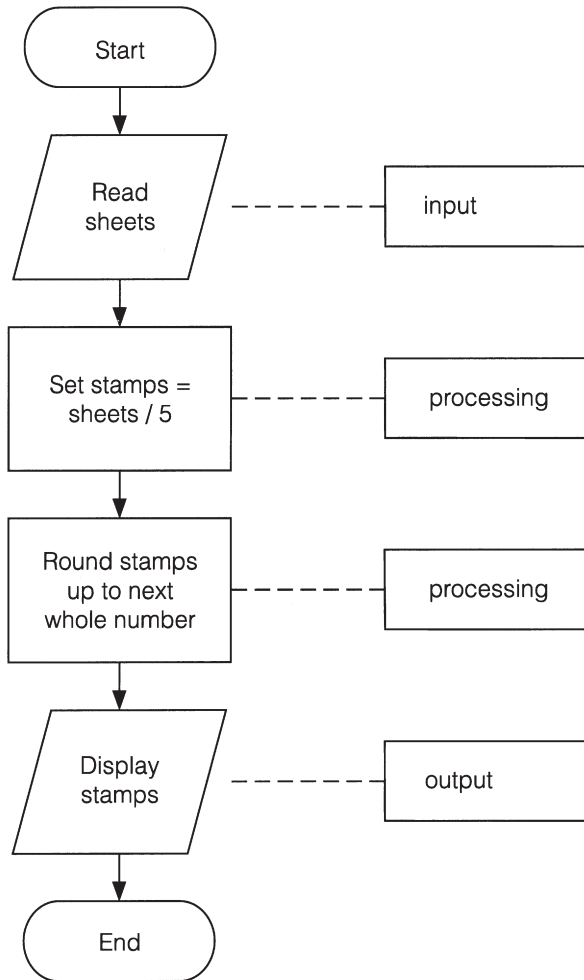 Start
Read
sheets
input
Set stamps =
sheets / 5
processing
Round stamps
up to next
whole number
processing
Display
stamps
output
End